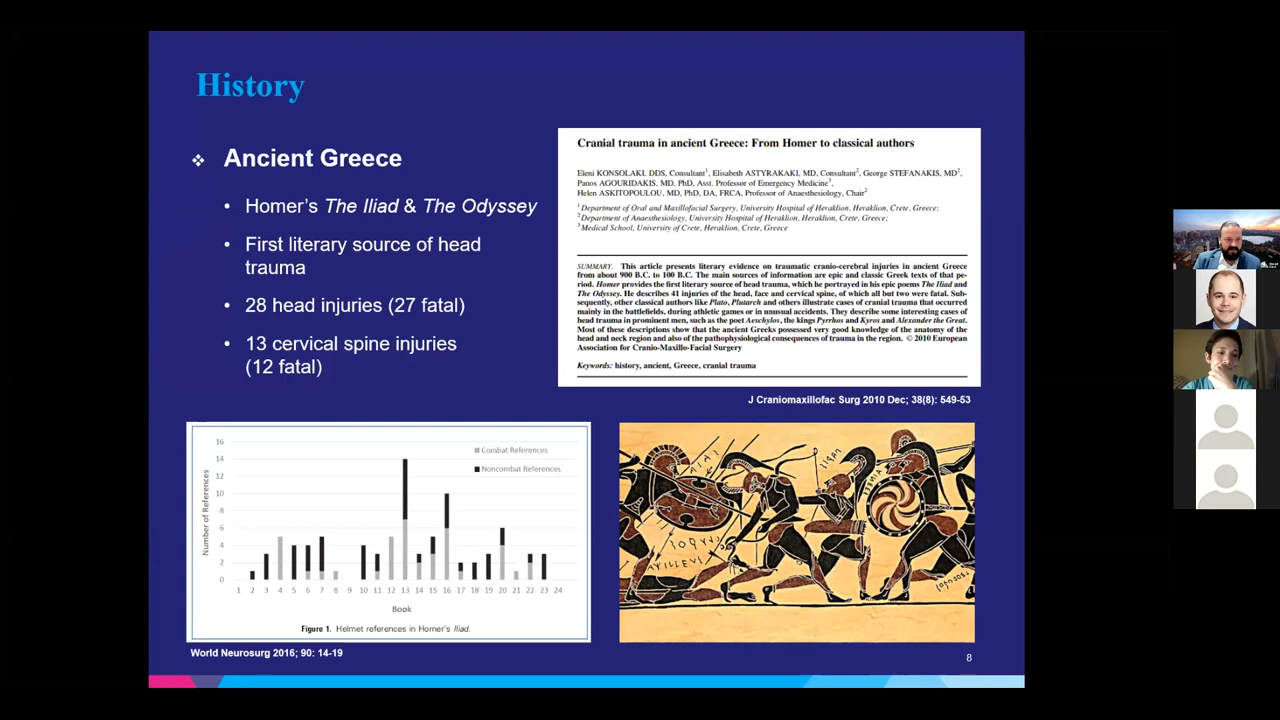 History
❖ Ancient Greece
• Homer's The Iliad & The Odyssey
• First literary source of head
trauma
• 28 head injuries (27 fatal)
• 13 cervical spine injuries
(12 fatal)
Cranial trauma in ancient Greece: From Homer to classical authors
Eleni KONSOLAKI, DDS, Consultant1, Elisabeth ASTYRAKAKI, MD, Consultant2, George STEFANAKIS, MD2,
Panos AGOURIDAKIS, MD, PhD, Asst. Professor of Emergency Medicine3,
Helen ASKITOPOULOU, MD, PhD, DA, FRCA, Professor of Anaesthesiology, Chair2
1 Department of Oral and Maxillofacial Surgery, University Hospital of Heraklion, Heraklion, Crete, Greece;
2 Department of Anaesthesiology, University Hospital of Heraklion, Heraklion, Crete, Greece;
3 Medical School, University of Crete, Heraklion, Crete, Greece
SUMMARY. This article presents literary evidence on traumatic cranio-cerebral injuries in ancient Greece
from about 900 B.C. to 100 B.C. The main sources of information are epic and classic Greek texts of that pe-
riod. Homer provides the first literary source of head trauma, which he portrayed in his epic poems The Iliad and
The Odyssey. He describes 41 injuries of the head, face and cervical spine, of which all but two were fatal. Sub-
sequently, other classical authors like Plato, Plutarch and others illustrate cases of cranial trauma that occurred
mainly in the battlefields, during athletic games or in unusual accidents. They describe some interesting cases of
head trauma in prominent men, such as the poet Aeschylos, the kings Pyrrhos and Kyros and Alexander the Great.
Most of these descriptions show that the ancient Greeks possessed very good knowledge of the anatomy of the
head and neck region and also of the pathophysiological consequences of trauma in the region. © 2010 European
Association for Cranio-Maxillo-Facial Surgery
Keywords: history, ancient, Greece, cranial trauma
J Craniomaxillofac Surg 2010 Dec; 38(8): 549-53
Number of References
16
14
12
10
8
6
4
2
0
Combat References
Noncombat References
1 2 3 4 5 6 7 8 9 10 11 12 13 14 15 16 17 18 19 20 21 22 23 24
Book
Figure 1. Helmet references in Homer's Iliad.
World Neurosurg 2016; 90: 14-19
8